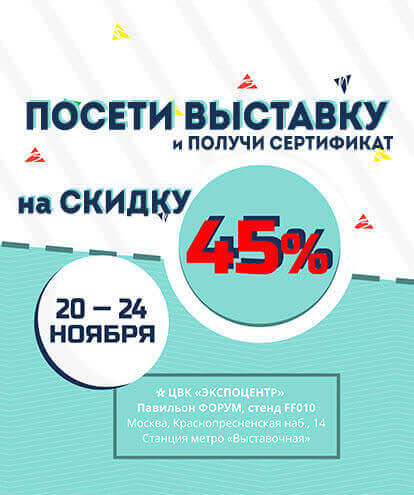 ПОСЕТИ ВЫСТАВКУ
и ПОЛУЧИ СЕРТИФИКАТ
на СКИДКУ
45%
20 — 24
НОЯБРЯ
☆ ЦВК «ЭКСПОЦЕНТР»
Павильон ФОРУМ, стенд FF010
Москва, Краснопресненская наб., 14
Станция метро «Выставочная»